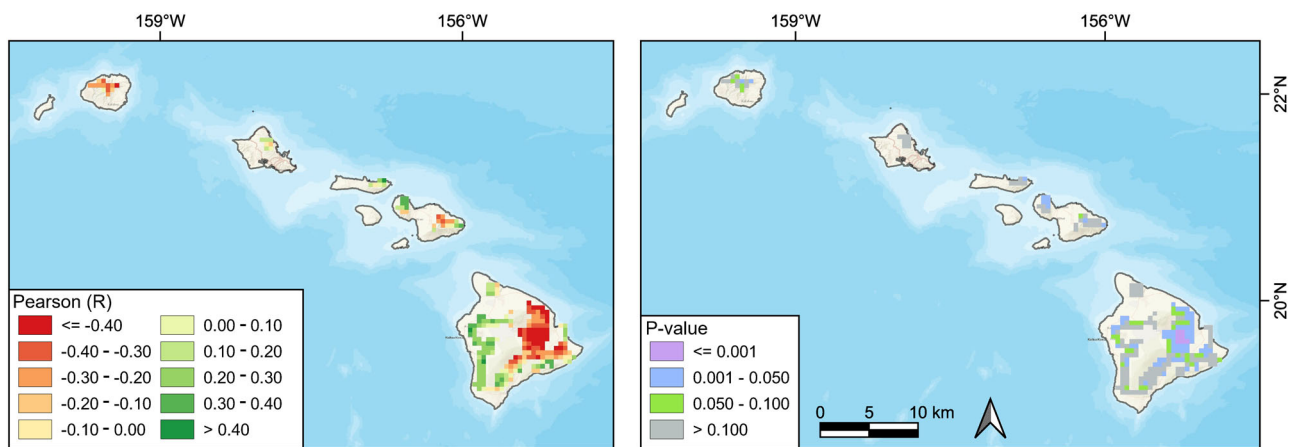 159°W 156°W 159°W 156°W
22°N
20°N
Pearson (R)
<= -0.40 0.00 - 0.10
-0.40 - -0.30 0.10 - 0.20
-0.30 - -0.20 0.20 - 0.30
-0.20 - -0.10 0.30 - 0.40
-0.10 - 0.00 > 0.40
P-value
<= 0.001
0.001 - 0.050
0.050 - 0.100
> 0.100
0 5 10 km